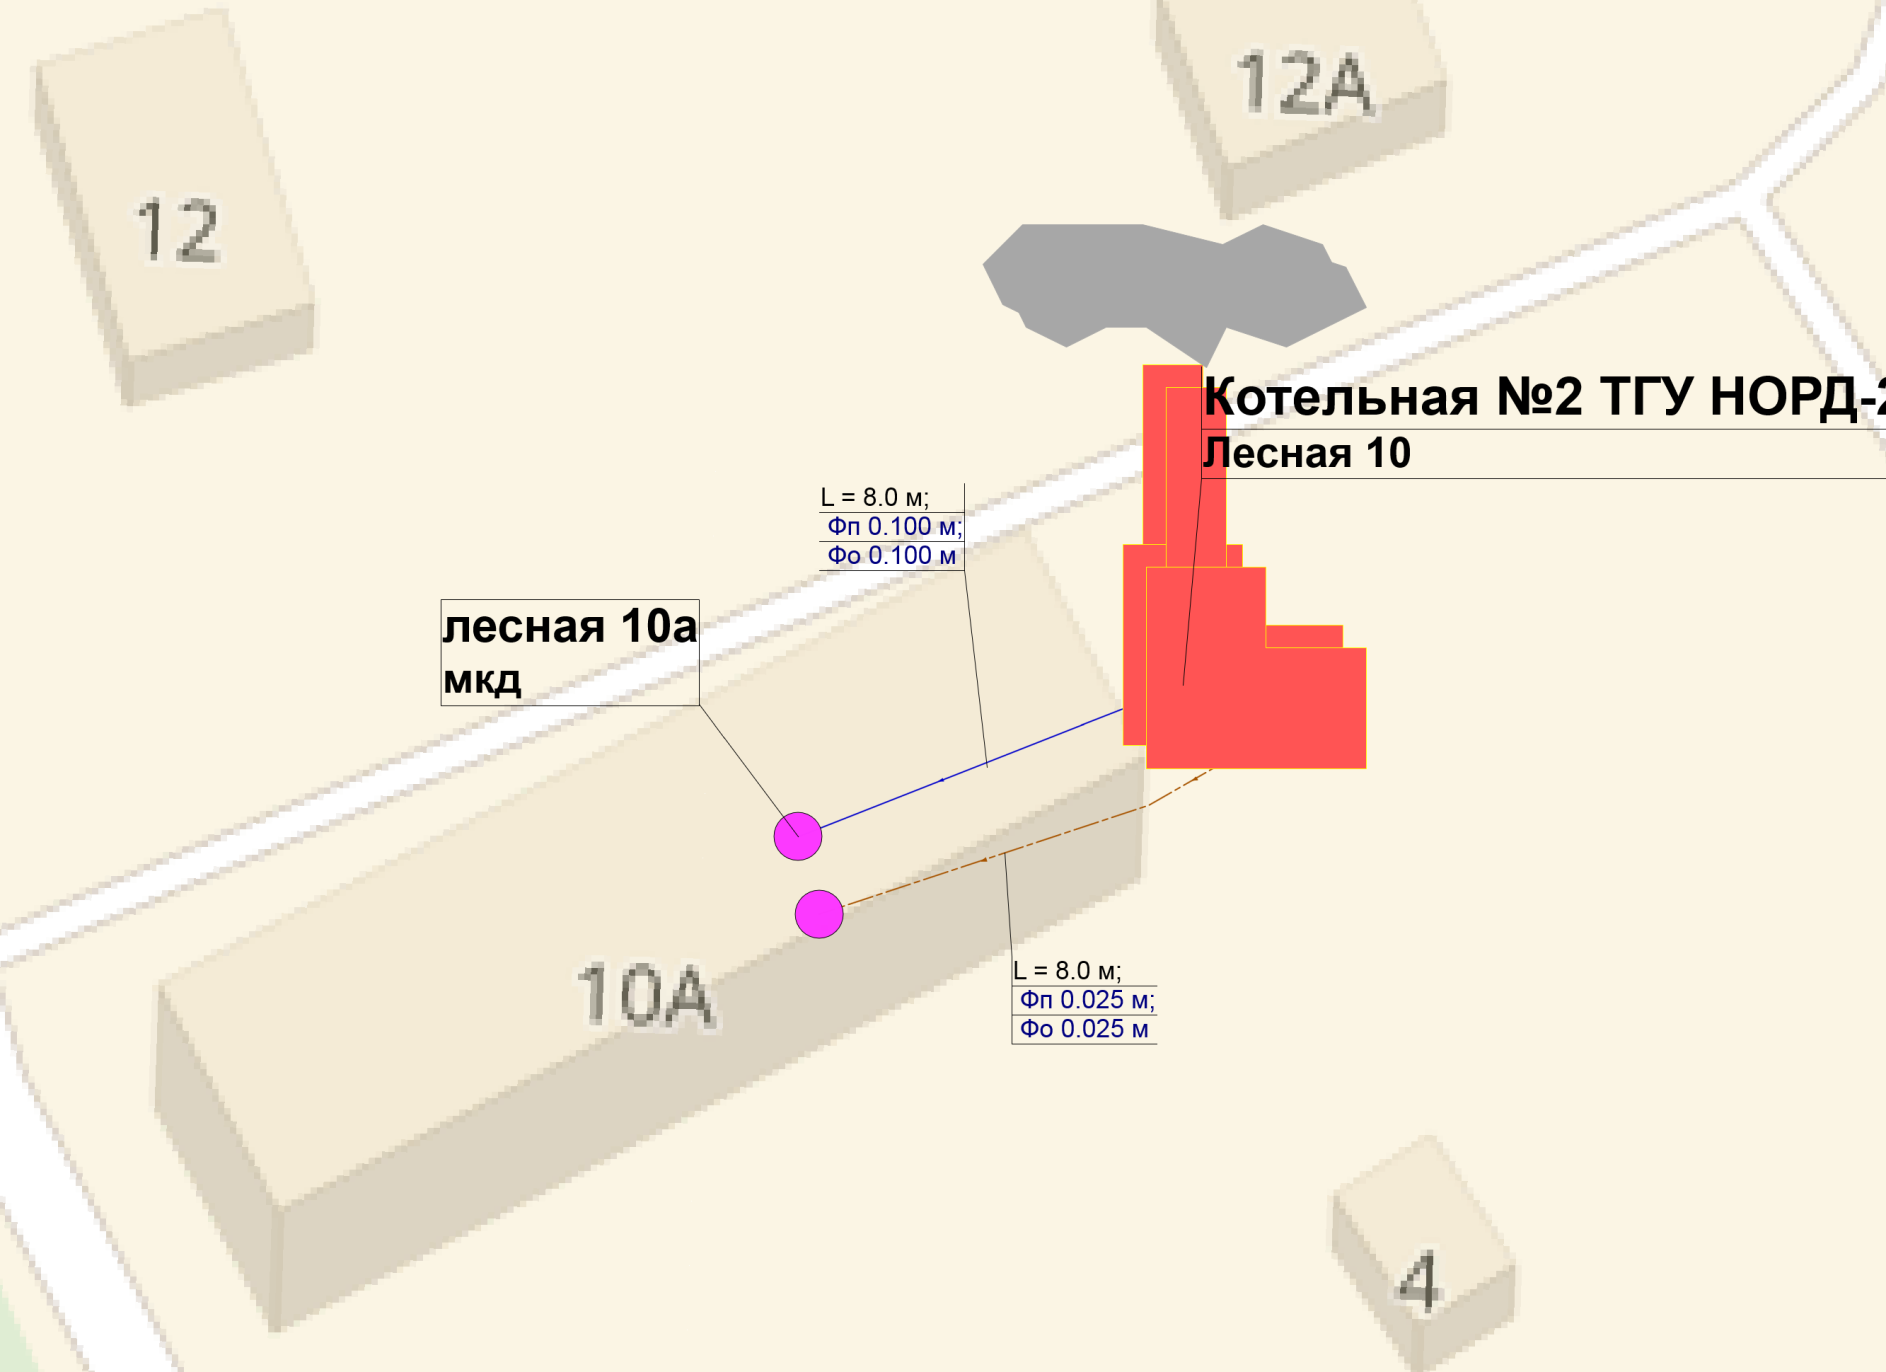 12
12А
Котельная №2 ТГУ НОРД-2
Лесная 10
L = 8.0 м;
Фп 0.100 м;
Фо 0.100 м
лесная 10а
мкд
10А
L = 8.0 м;
Фп 0.025 м;
Фо 0.025 м
4